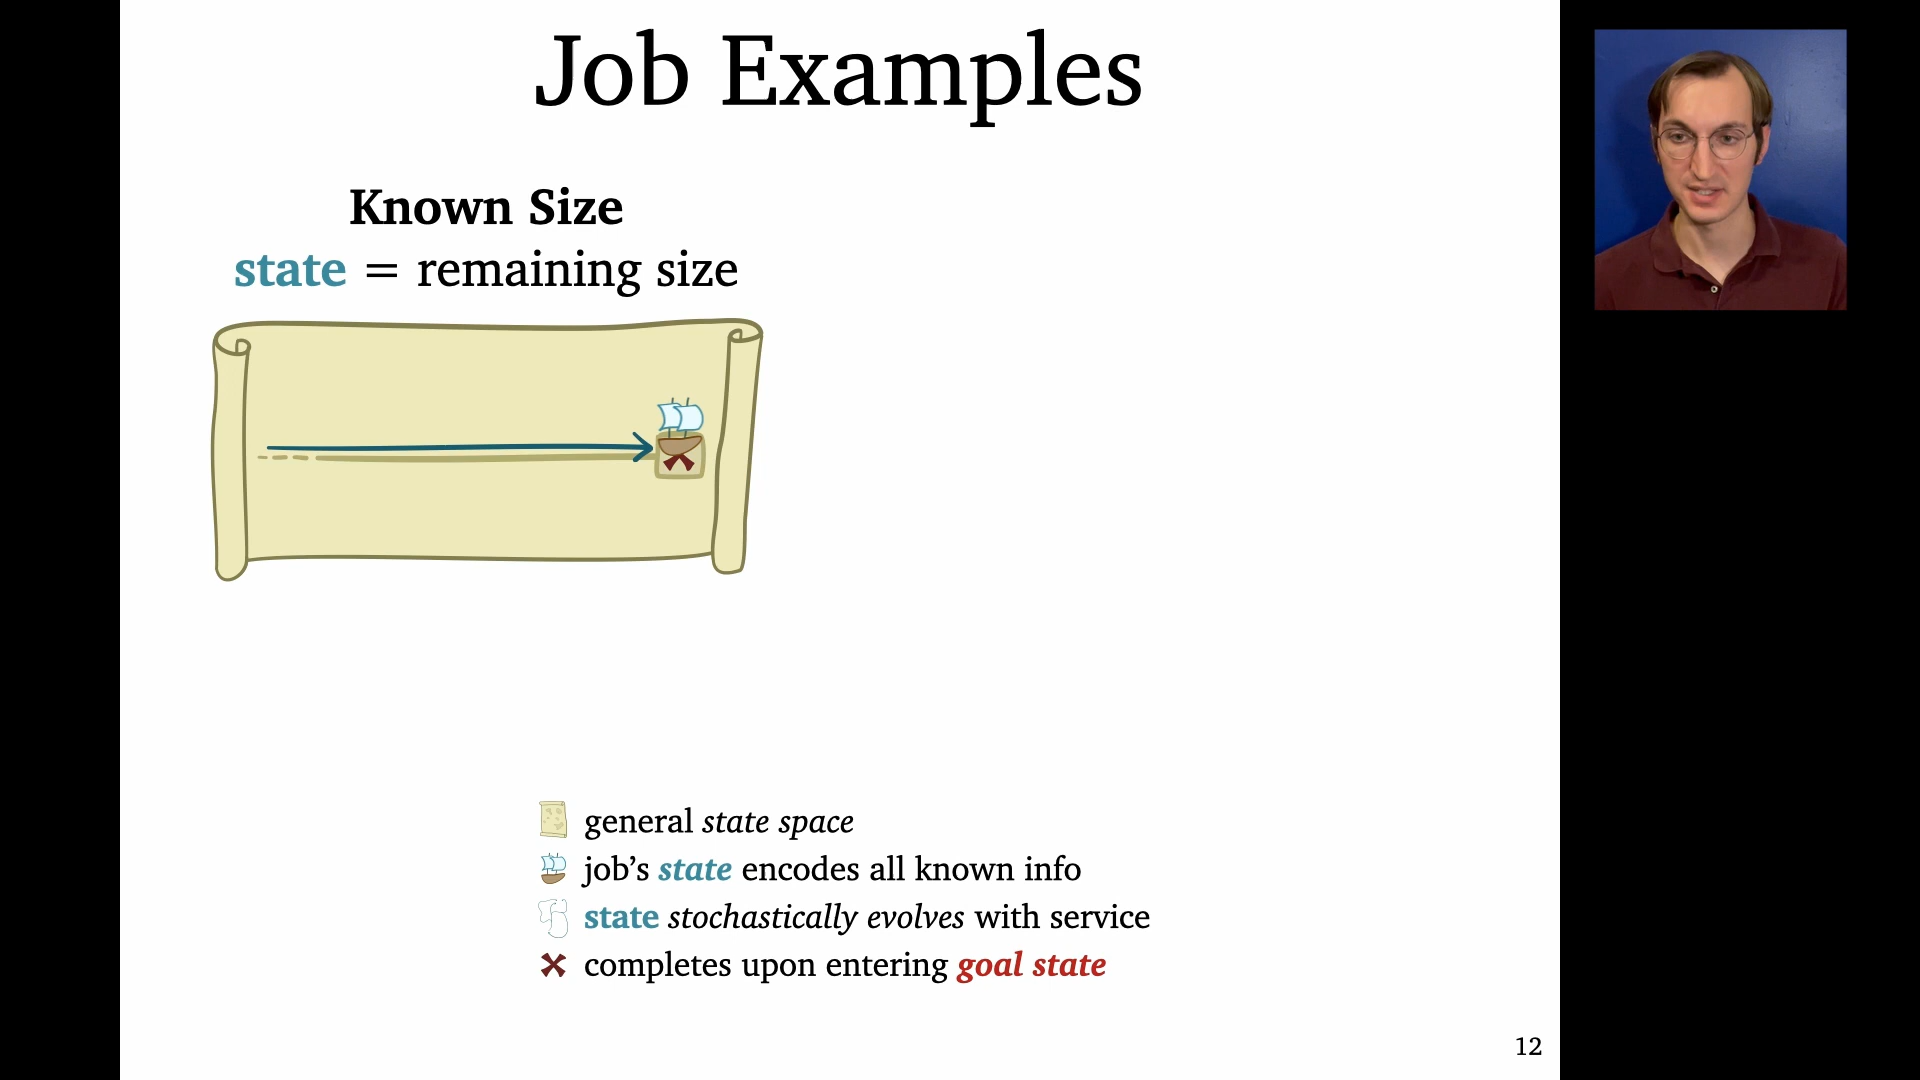 Job Examples
Known Size
state = remaining size
general state space
job’s state encodes all known info
state stochastically evolves with service
completes upon entering goal state
12